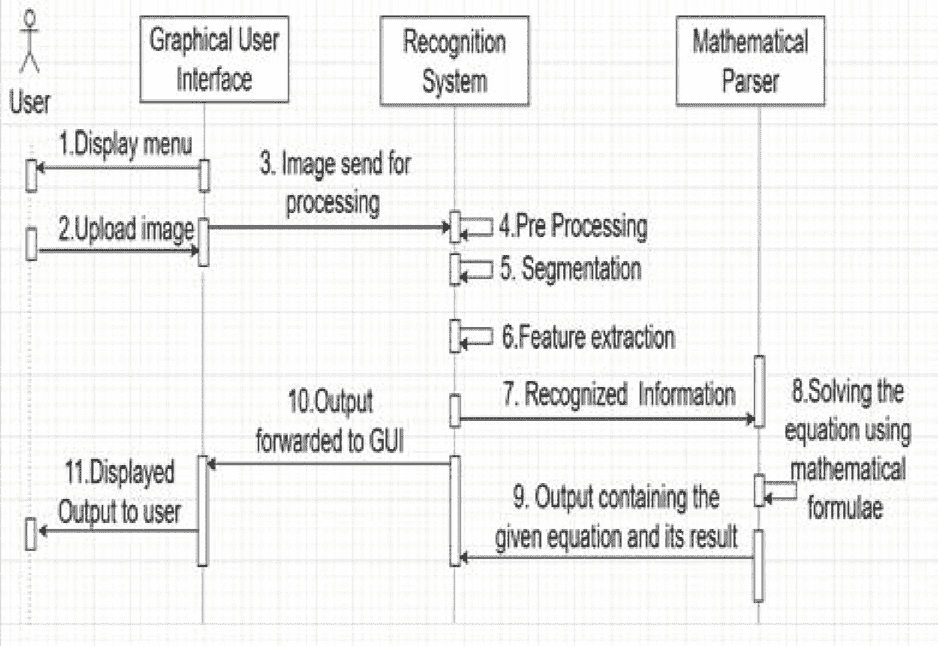 Graphical User
Interface
Recognition
System
Mathematical
Parser
User
1.Display menu
3. Image send for
processing
2.Upload image
4.Pre Processing
5. Segmentation
6.Feature extraction
7. Recognized Information
8.Solving the
equation using
mathematical
formulae
10.Output
forwarded to GUI
9. Output containing the
given equation and its result
11.Displayed
Output to user